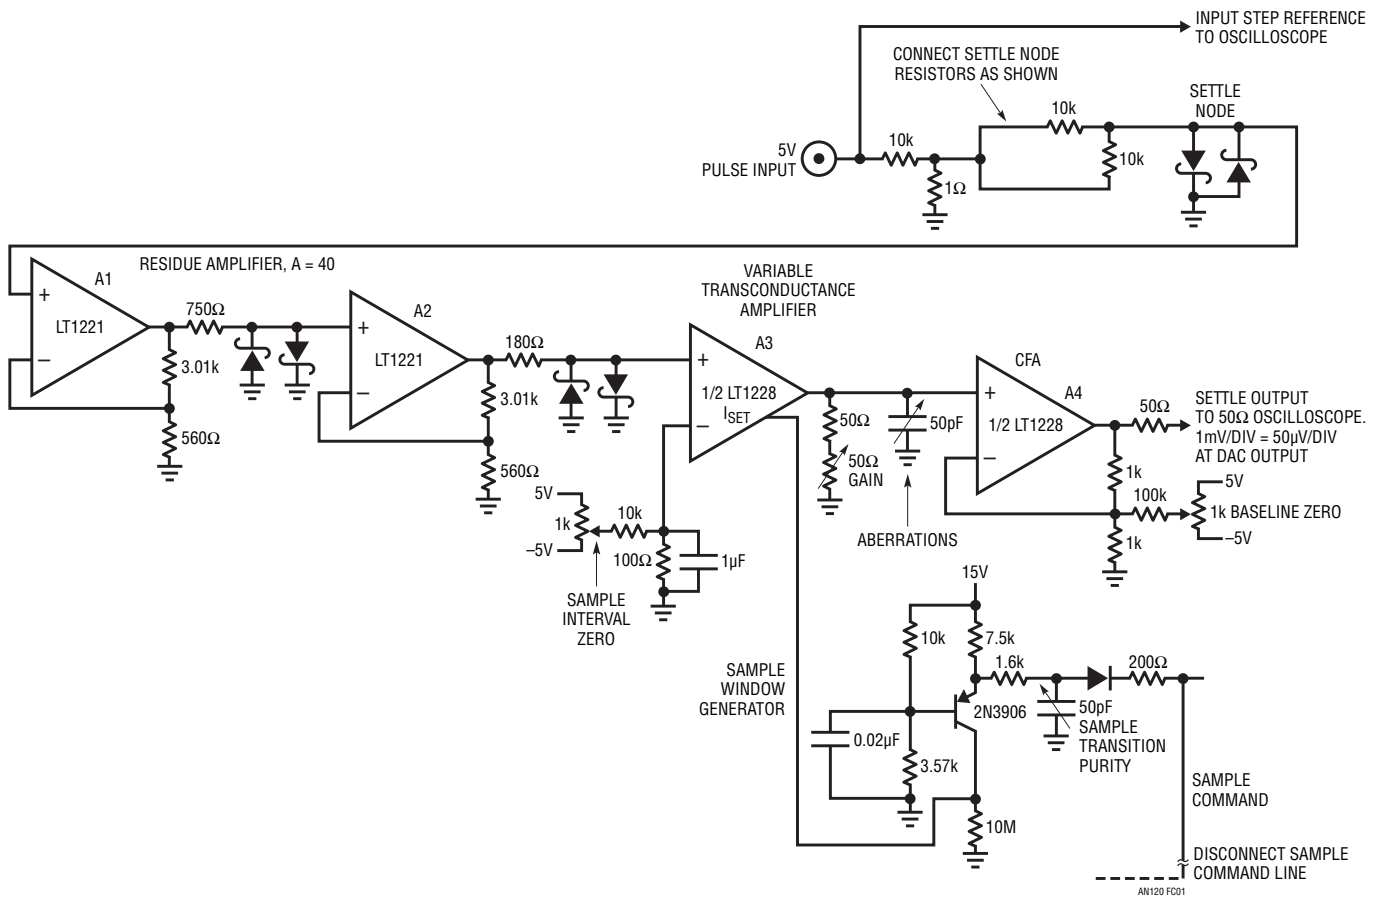 INPUT STEP REFERENCE
TO OSCILLOSCOPE
CONNECT SETTLE NODE
RESISTORS AS SHOWN
SETTLE
NODE
10k
10k
10k
5V
PULSE INPUT
1Ω
RESIDUE AMPLIFIER, A = 40
A1
+
LT1221
–
750Ω
3.01k
560Ω
A2
+
LT1221
–
180Ω
3.01k
560Ω
VARIABLE
TRANSCONDUCTANCE
AMPLIFIER
A3
+
1/2 LT1228
ISET
–
50Ω
50Ω
GAIN
50pF
ABERRATIONS
CFA
A4
+
1/2 LT1228
–
50Ω
SETTLE OUTPUT
TO 50Ω OSCILLOSCOPE.
1mV/DIV = 50µV/DIV
AT DAC OUTPUT
1k
100k
5V
1k BASELINE ZERO
–5V
1k
5V
1k
–5V
10k
100Ω
1µF
SAMPLE
INTERVAL
ZERO
15V
10k
7.5k
1.6k
200Ω
SAMPLE
WINDOW
GENERATOR
2N3906
50pF
SAMPLE
TRANSITION
PURITY
0.02µF
3.57k
10M
SAMPLE
COMMAND
DISCONNECT SAMPLE
COMMAND LINE
AN120 FC01